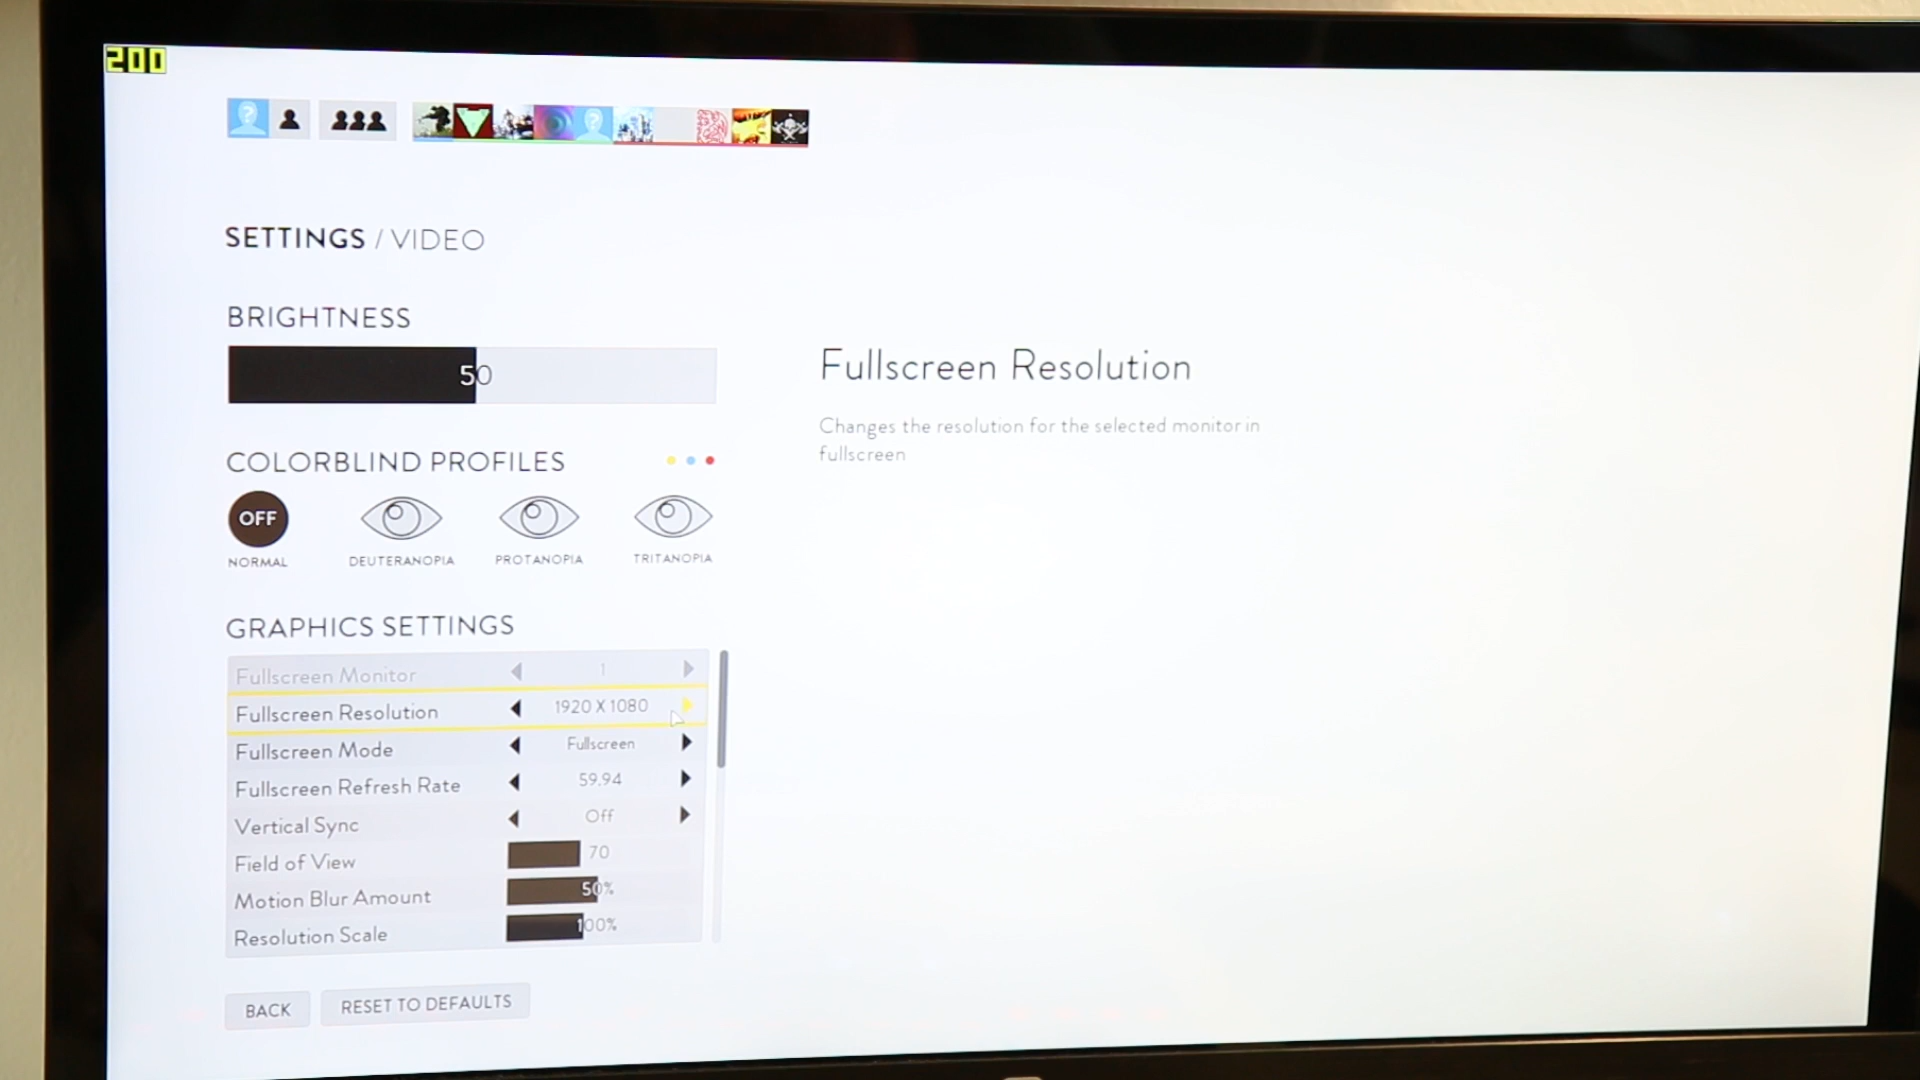 200
SETTINGS / VIDEO
BRIGHTNESS
50
COLORBLIND PROFILES
OFF
NORMAL
DEUTERANOPIA
PROTANOPIA
TRITANOPIA
GRAPHICS SETTINGS
Fullscreen Monitor 1
Fullscreen Resolution 1920 X 1080
Fullscreen Mode Fullscreen
Fullscreen Refresh Rate 59.94
Vertical Sync Off
Field of View 70
Motion Blur Amount 50%
Resolution Scale 100%
BACK
RESET TO DEFAULTS
Fullscreen Resolution
Changes the resolution for the selected monitor in
fullscreen